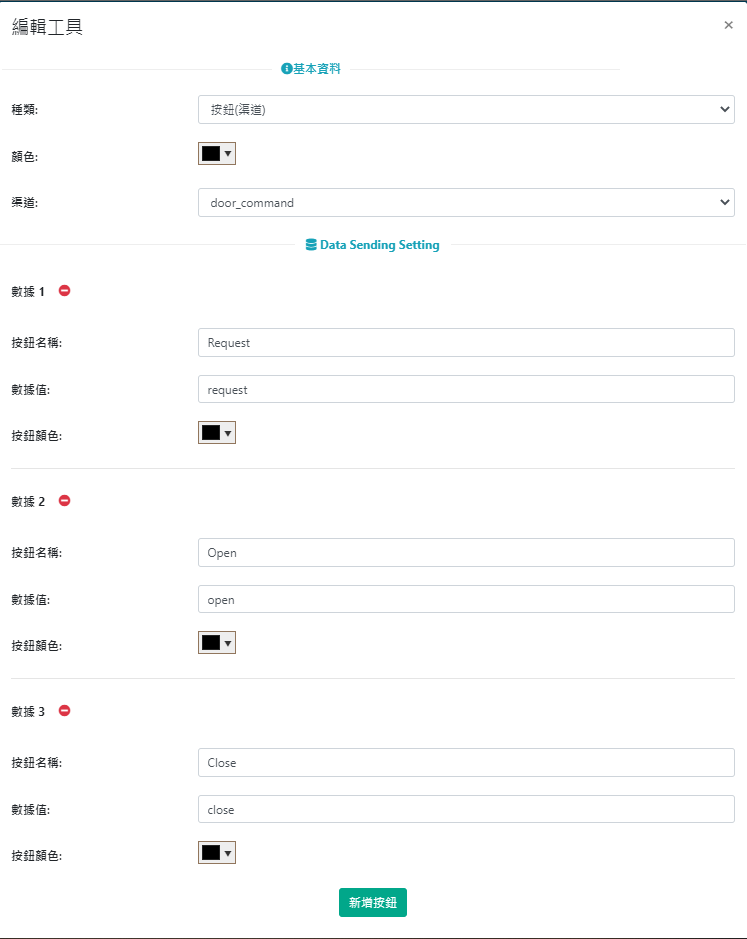 編輯工具
×
基本資料
種類: 按鈕(渠道)
顏色:
渠道: door_command
Data Sending Setting
數據 1
按鈕名稱: Request
數據值: request
按鈕顏色:
數據 2
按鈕名稱: Open
數據值: open
按鈕顏色:
數據 3
按鈕名稱: Close
數據值: close
按鈕顏色:
新增按鈕